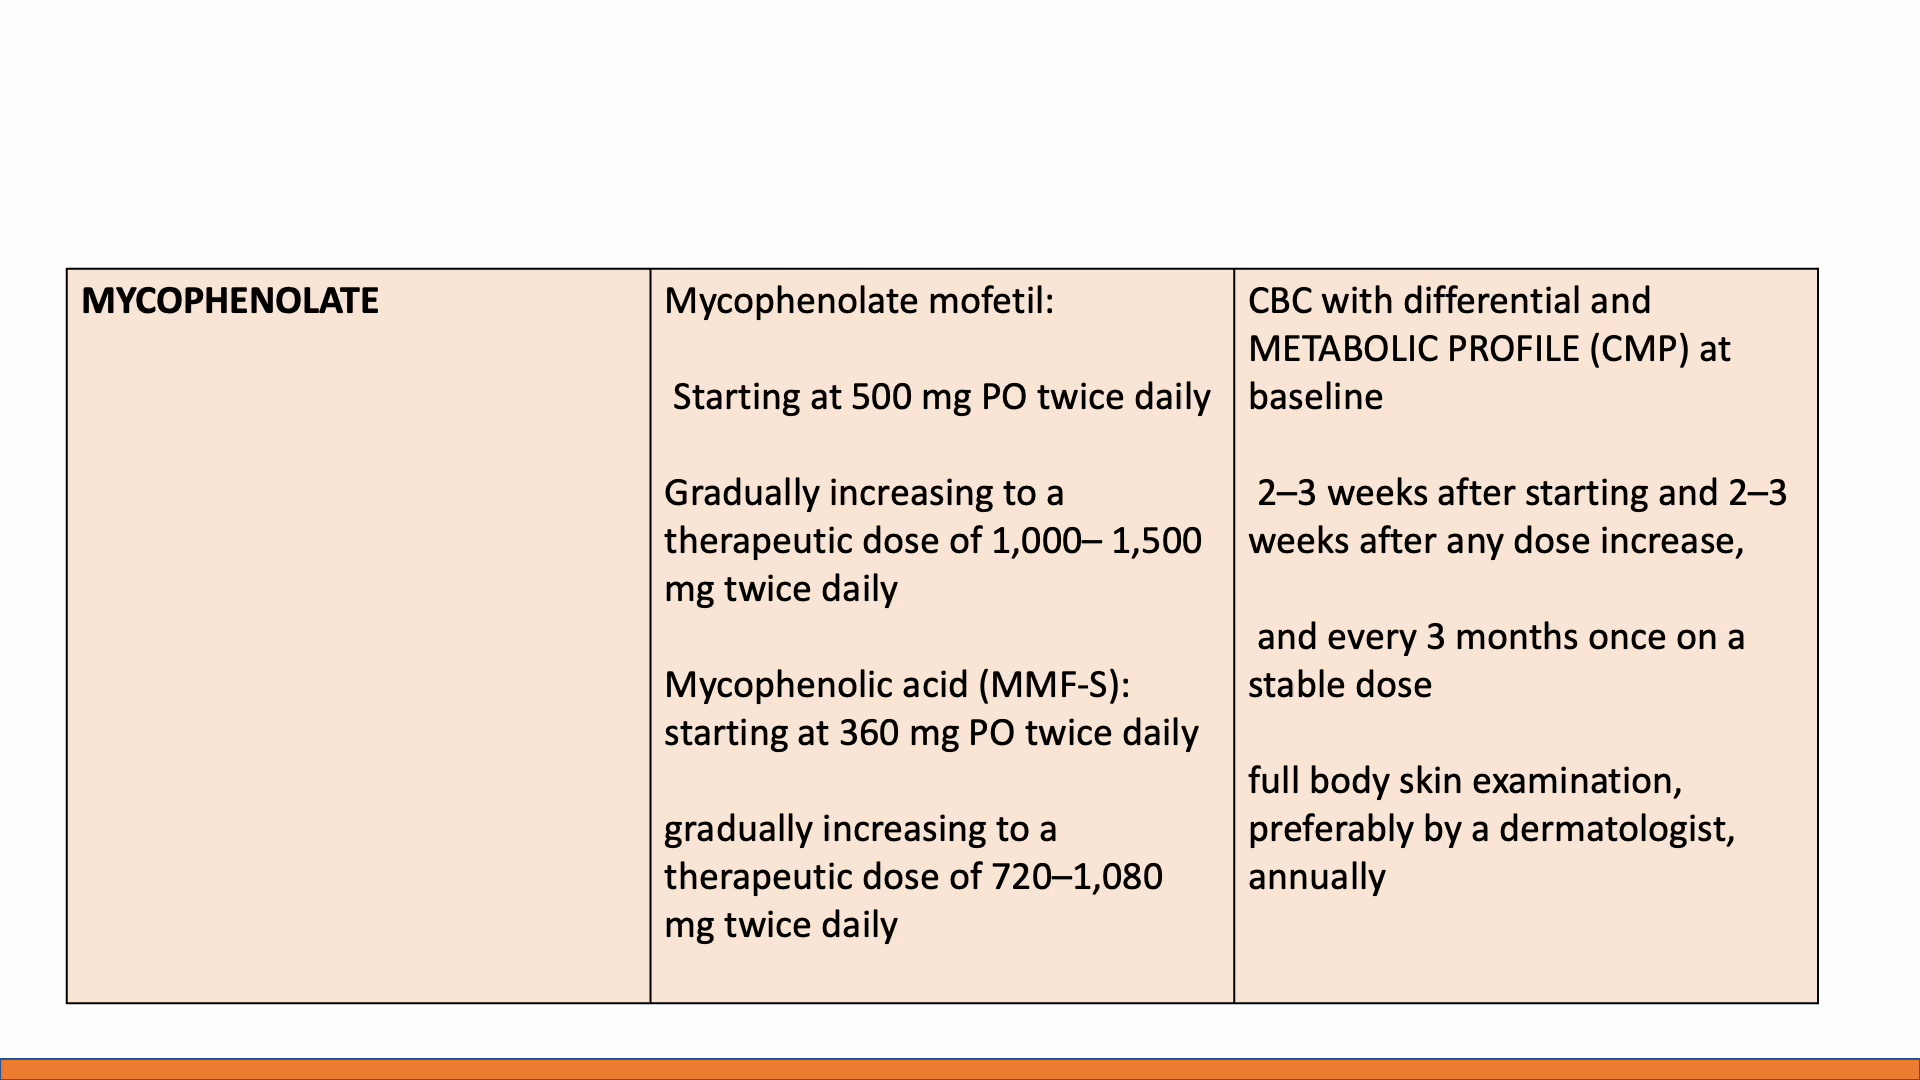 MYCOPHENOLATE
Mycophenolate mofetil:
Starting at 500 mg PO twice daily
Gradually increasing to a
therapeutic dose of 1,000– 1,500
mg twice daily
Mycophenolic acid (MMF-S):
starting at 360 mg PO twice daily
gradually increasing to a
therapeutic dose of 720–1,080
mg twice daily
CBC with differential and
METABOLIC PROFILE (CMP) at
baseline
2–3 weeks after starting and 2–3
weeks after any dose increase,
and every 3 months once on a
stable dose
full body skin examination,
preferably by a dermatologist,
annually